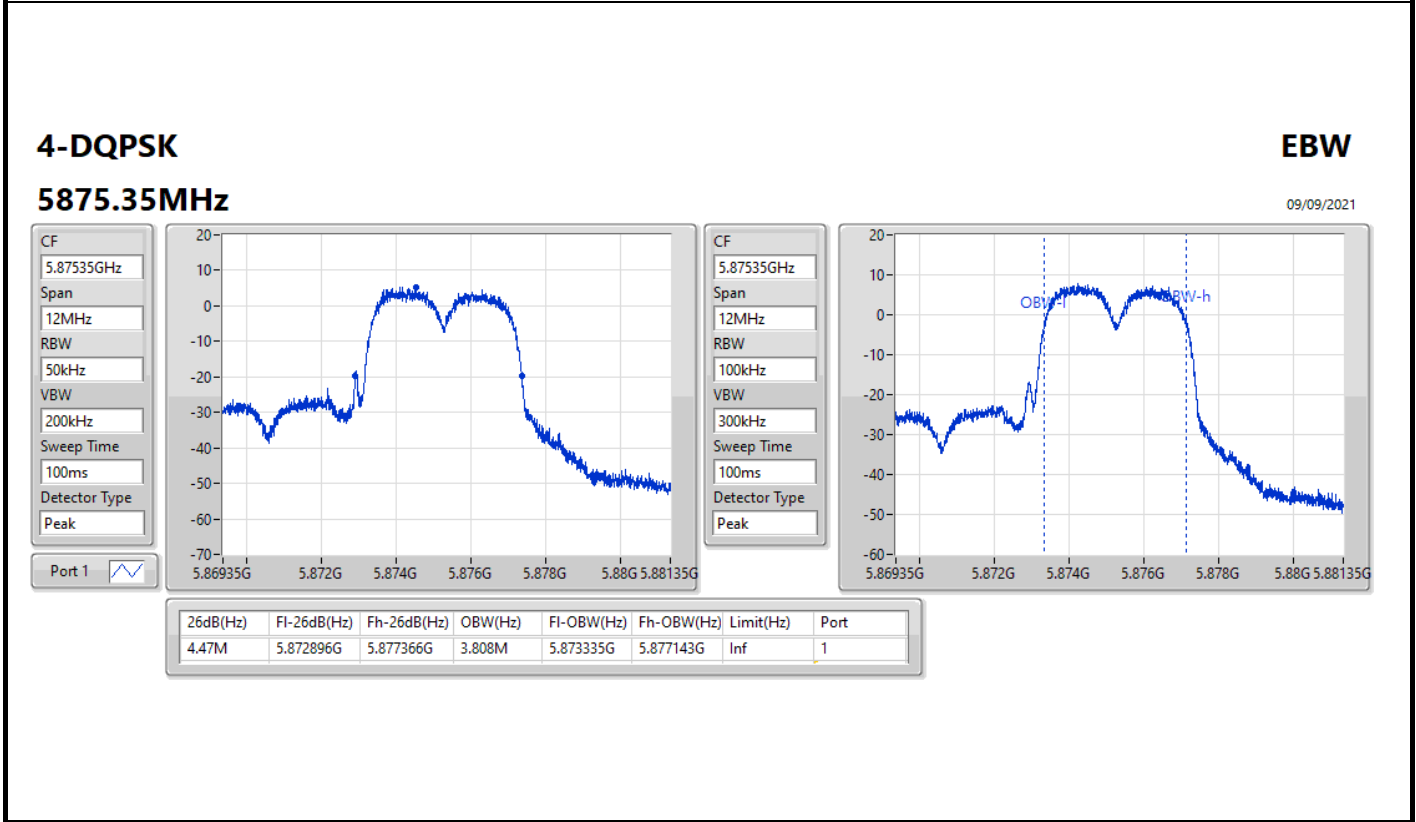 4-DQPSK
EBW
5875.35MHz
09/09/2021
CF
5.87535GHz
Span
12MHz
RBW
50kHz
VBW
200kHz
Sweep Time
100ms
Detector Type
Peak
Port 1
20
10
0
-10
-20
-30
-40
-50
-60
-70
5.86935G 5.872G 5.874G 5.876G 5.878G 5.88G 5.88135G
CF
5.87535GHz
Span
12MHz
RBW
100kHz
VBW
300kHz
Sweep Time
100ms
Detector Type
Peak
20
10
0
-10
-20
-30
-40
-50
-60
OBW-l OBW-h
5.86935G 5.872G 5.874G 5.876G 5.878G 5.88G 5.88135G
26dB(Hz) Fl-26dB(Hz) Fh-26dB(Hz) OBW(Hz) Fl-OBW(Hz) Fh-OBW(Hz) Limit(Hz) Port
4.47M 5.872896G 5.877366G 3.808M 5.873335G 5.877143G Inf 1